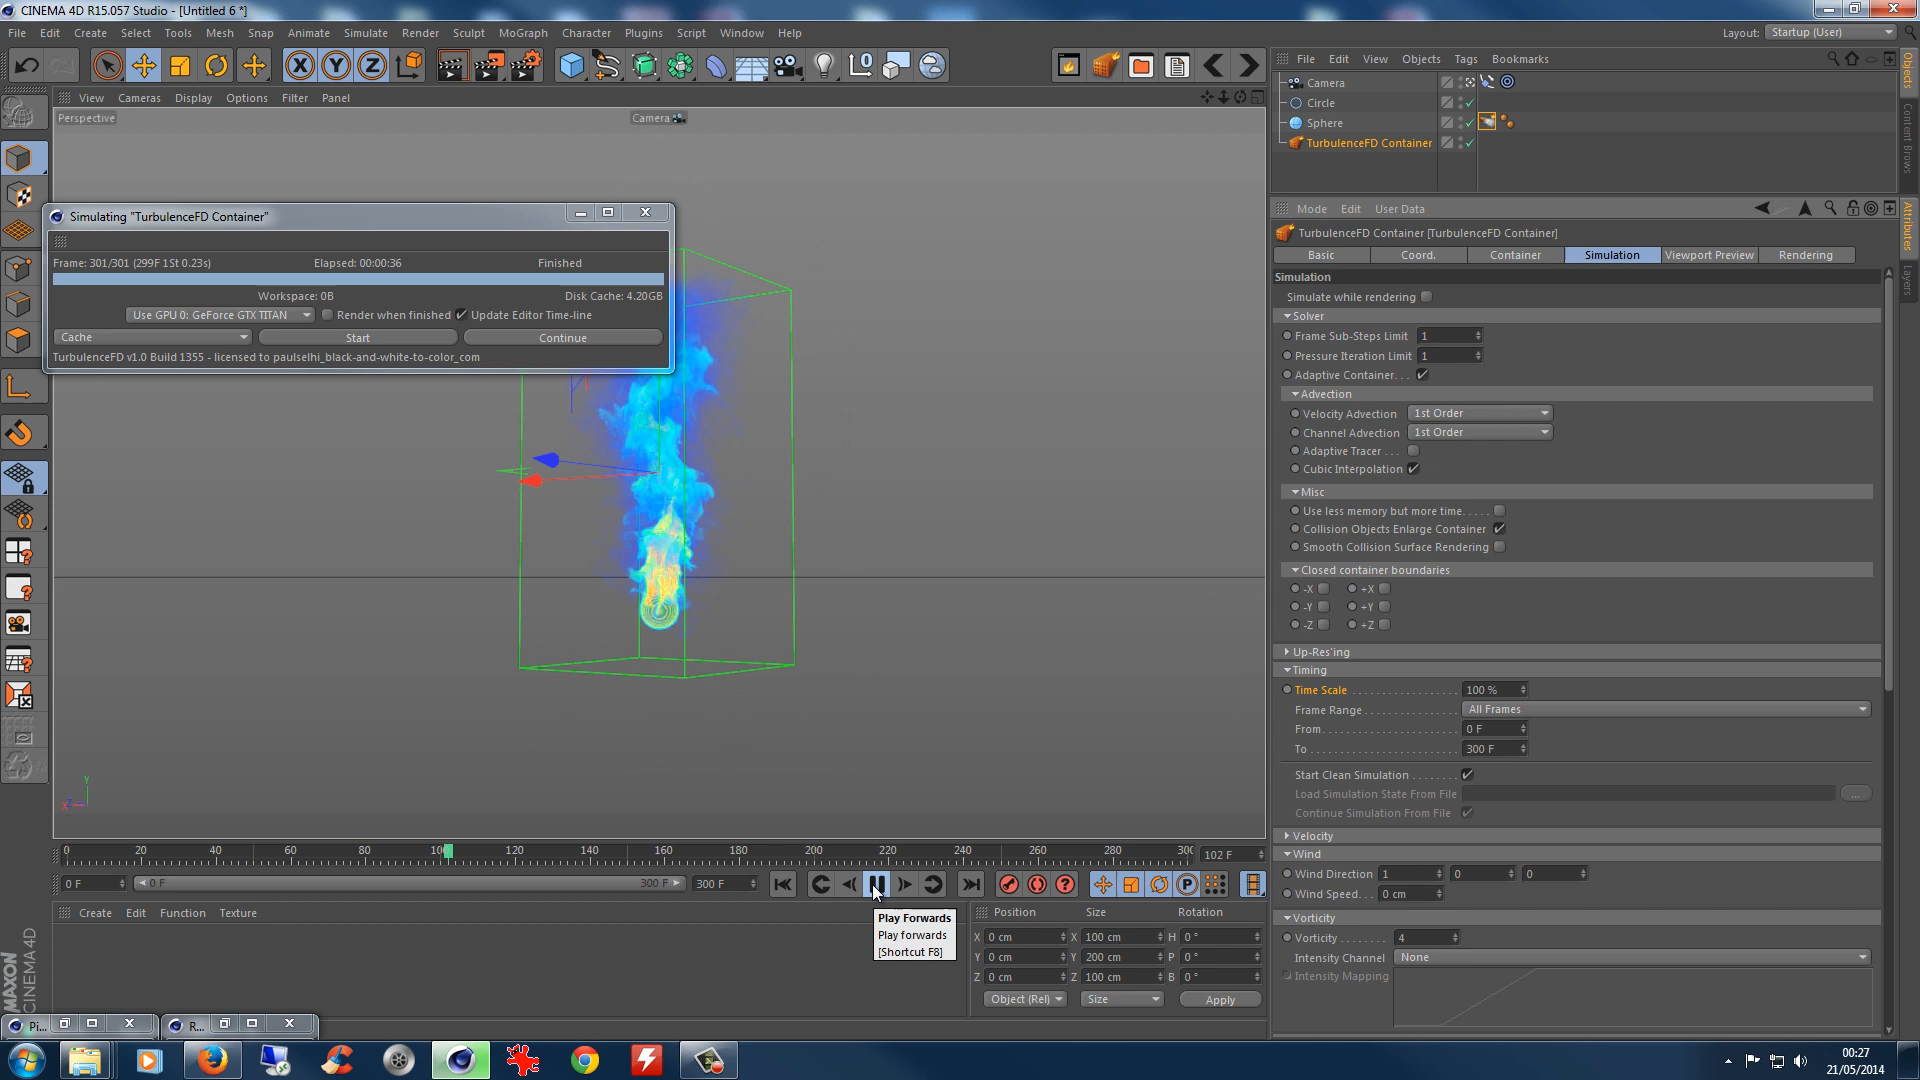 CINEMA 4D R15.057 Studio - [Untitled 6 *]
File Edit Create Select Tools Mesh Snap Animate Simulate Render Sculpt MoGraph Character Plugins Script Window Help
Layout: Startup (User)
View Cameras Display Options Filter Panel
Perspective
Camera
Simulating "TurbulenceFD Container"
Frame: 301/301 (299F 1St 0.23s) Elapsed: 00:00:36 Finished
Workspace: 0B Disk Cache: 4.20GB
Use GPU 0: GeForce GTX TITAN Render when finished Update Editor Time-line
Cache Start Continue
TurbulenceFD v1.0 Build 1355 - licensed to paulselhi_black-and-white-to-color_com
File Edit View Objects Tags Bookmarks
Camera
Circle
Sphere
TurbulenceFD Container
Objects
Content Brows
Attributes
Layers
Mode Edit User Data
TurbulenceFD Container [TurbulenceFD Container]
Basic Coord. Container Simulation Viewport Preview Rendering
Simulation
Simulate while rendering
Solver
Frame Sub-Steps Limit 1
Pressure Iteration Limit 1
Adaptive Container. . .
Advection
Velocity Advection 1st Order
Channel Advection 1st Order
Adaptive Tracer . . .
Cubic Interpolation
Misc
Use less memory but more time. . . . .
Collision Objects Enlarge Container
Smooth Collision Surface Rendering
Closed container boundaries
-X +X
-Y +Y
-Z +Z
Up-Res'ing
Timing
Time Scale 100 %
Frame Range All Frames
From 0 F
To 300 F
Start Clean Simulation
Load Simulation State From File ...
Continue Simulation From File
Velocity
Wind
Wind Direction 1 0 0
Wind Speed. . . 0 cm
Vorticity
Vorticity 4
Intensity Channel None
Intensity Mapping
Y
X Z
0 20 40 60 80 10 120 140 160 180 200 220 240 260 280 300 102 F
0 F 0 F 300 F 300 F
Play Forwards
Play forwards
[Shortcut F8]
Create Edit Function Texture
Position Size Rotation
X 0 cm X 100 cm H 0 °
Y 0 cm Y 200 cm P 0 °
Z 0 cm Z 100 cm B 0 °
Object (Rel) Size Apply
MAXON
CINEMA 4D
Pi... R...
00:27
21/05/2014